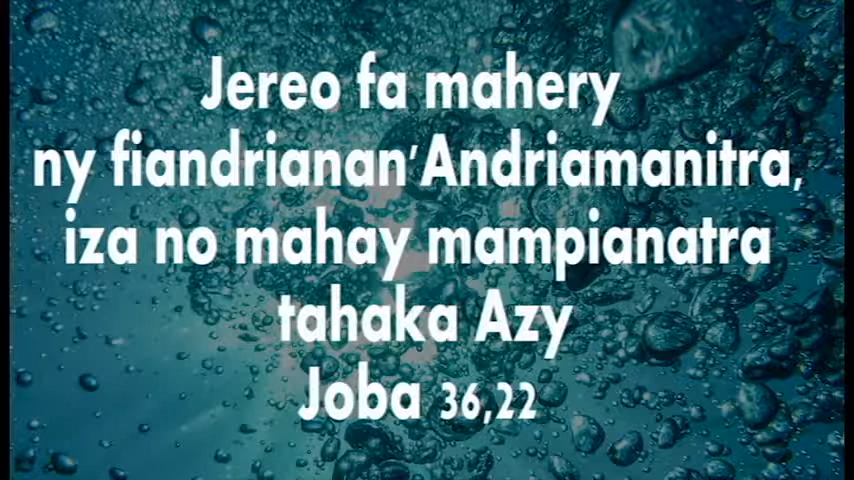 Jereo fa mahery
ny fiandrianan'Andriamanitra,
iza no mahay mampianatra
tahaka Azy
Joba 36,22